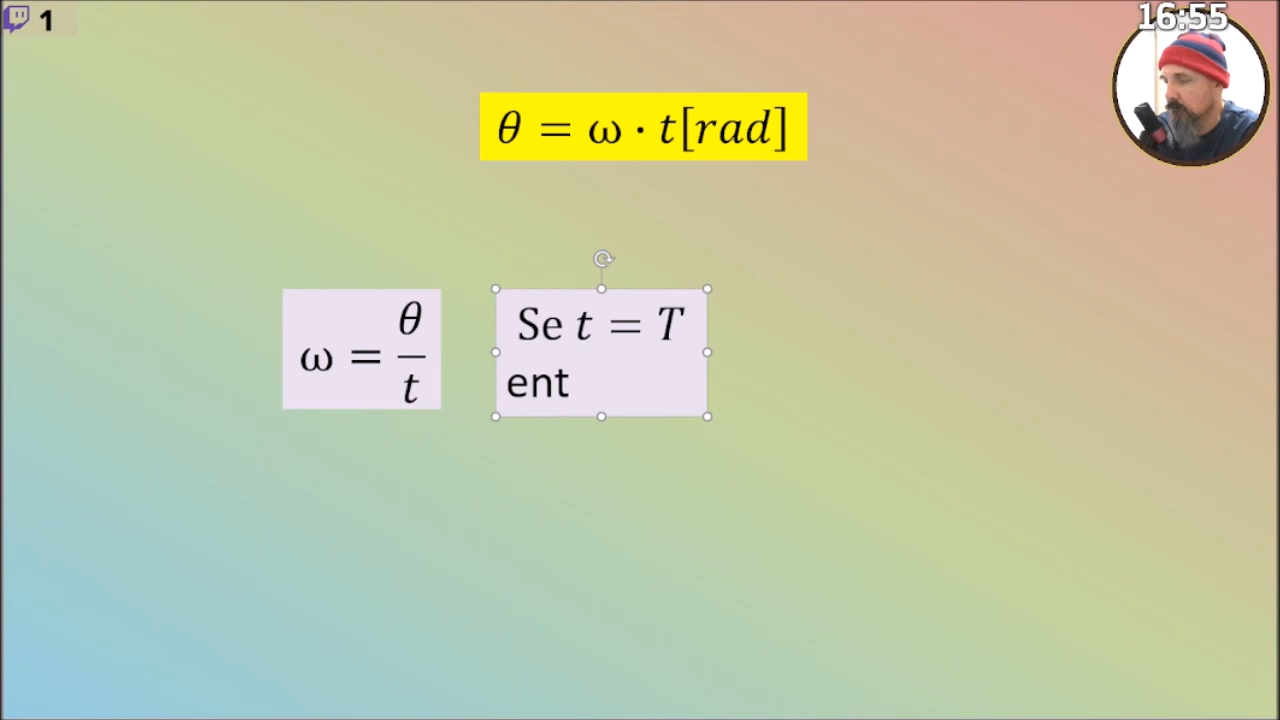 1
16:55
θ = ω · t[rad]
ω = θ/t
Se t = T
ent